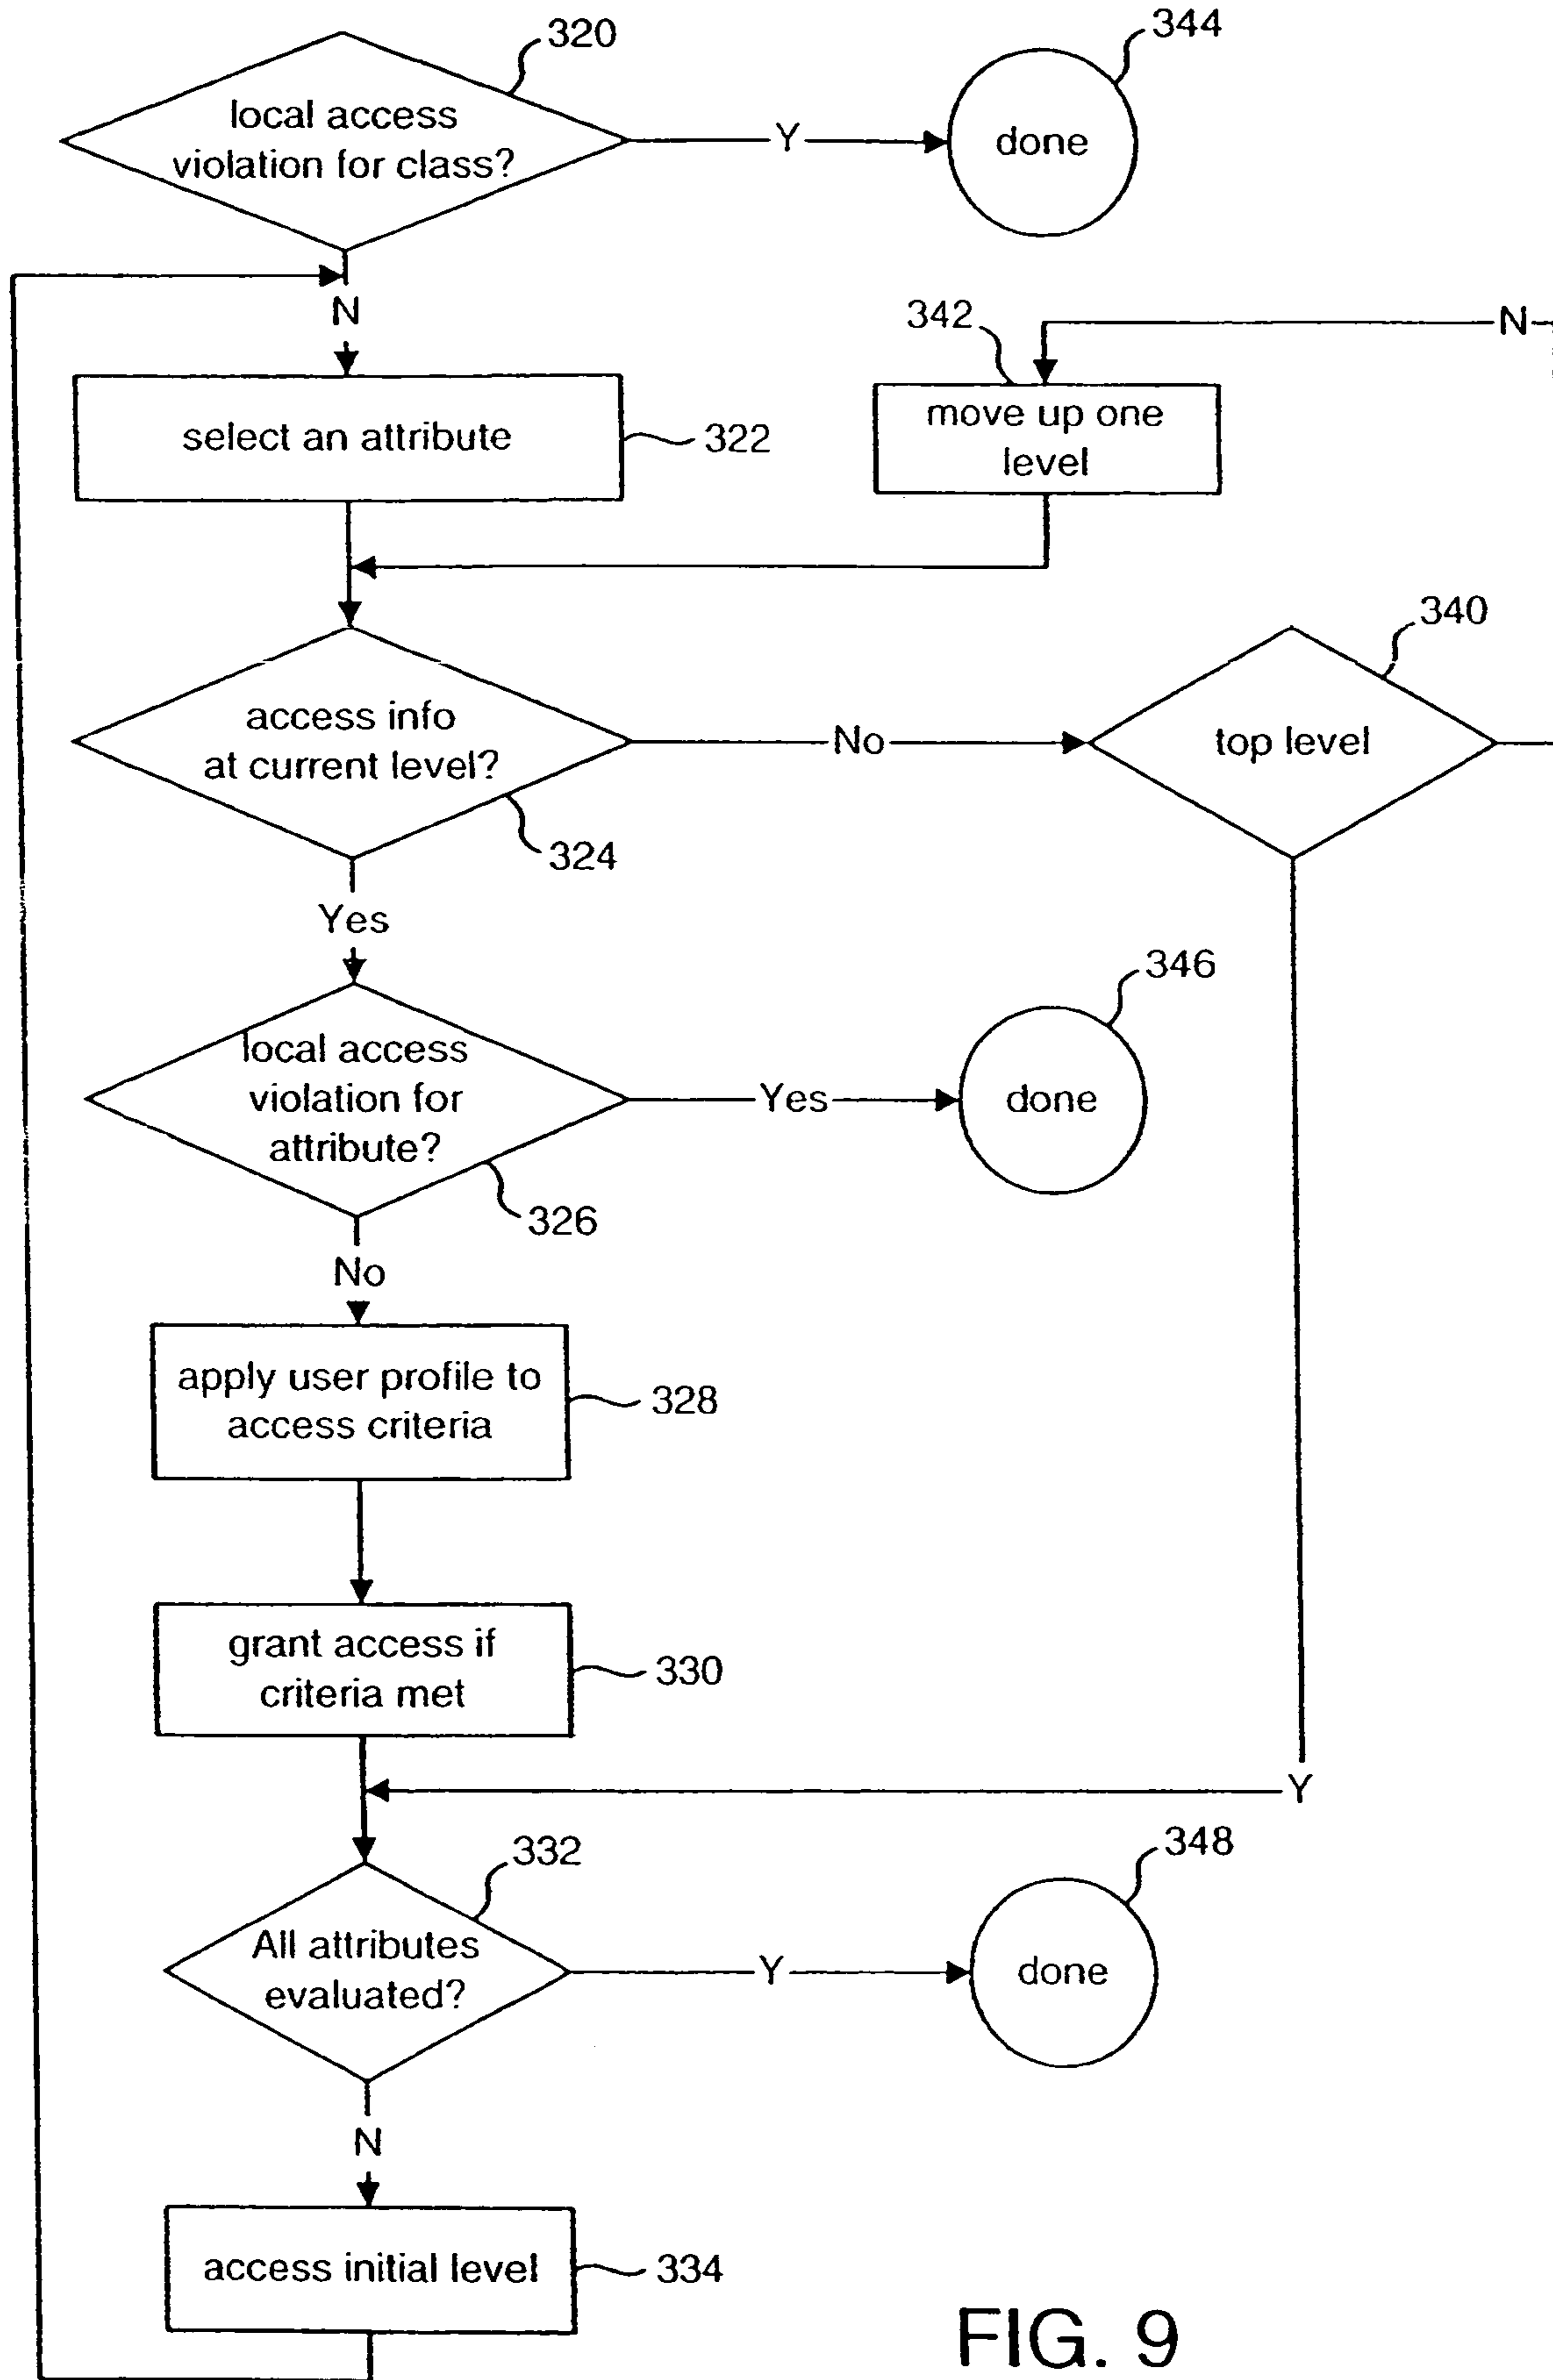 320
344
local access
violation for class?
Y
done
N
342
N
select an attribute
322
move up one
level
340
access info
at current level?
No
top level
324
Yes
346
local access
violation for
attribute?
Yes
done
326
No
apply user profile to
access criteria
328
grant access if
criteria met
330
Y
332
348
All attributes
evaluated?
Y
done
N
access initial level
334
FIG. 9